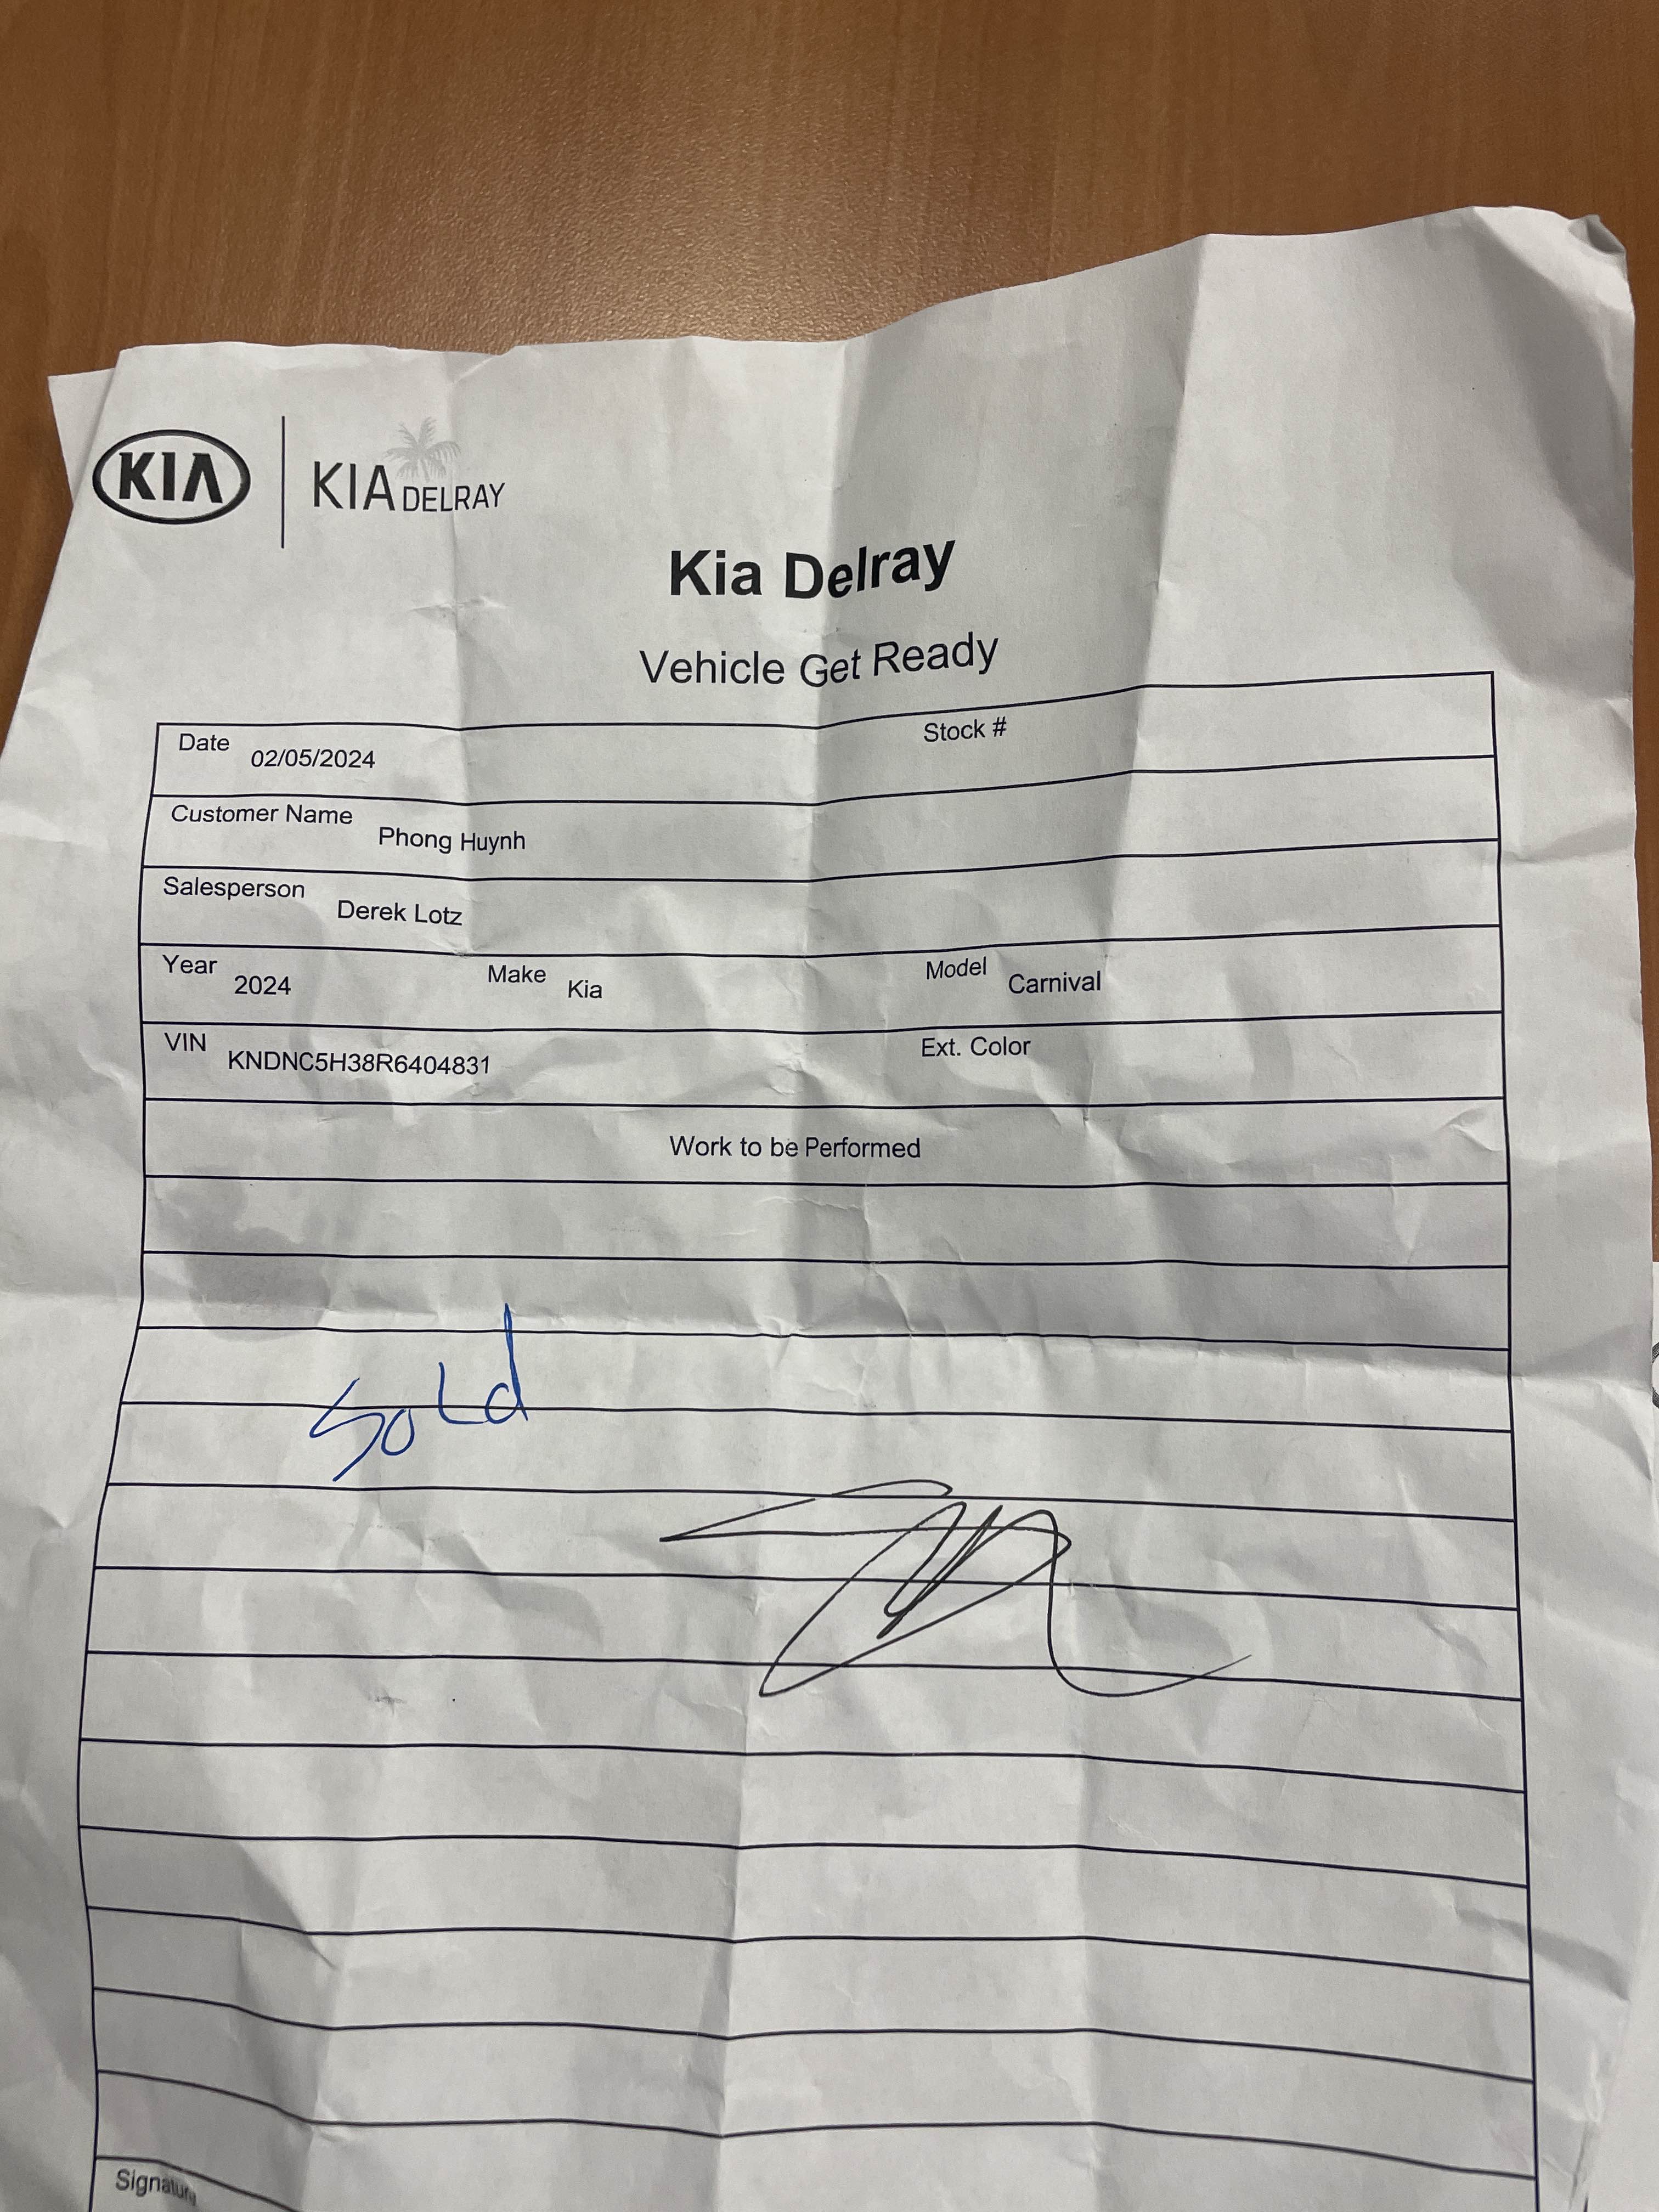 KIA KIA DELRAY
Kia Delray
Vehicle Get Ready
Date 02/05/2024 Stock #
Customer Name Phong Huynh
Salesperson Derek Lotz
Year 2024 Make Kia Model Carnival
VIN KNDNC5H38R6404831 Ext. Color
Work to be Performed
Sold
Signature